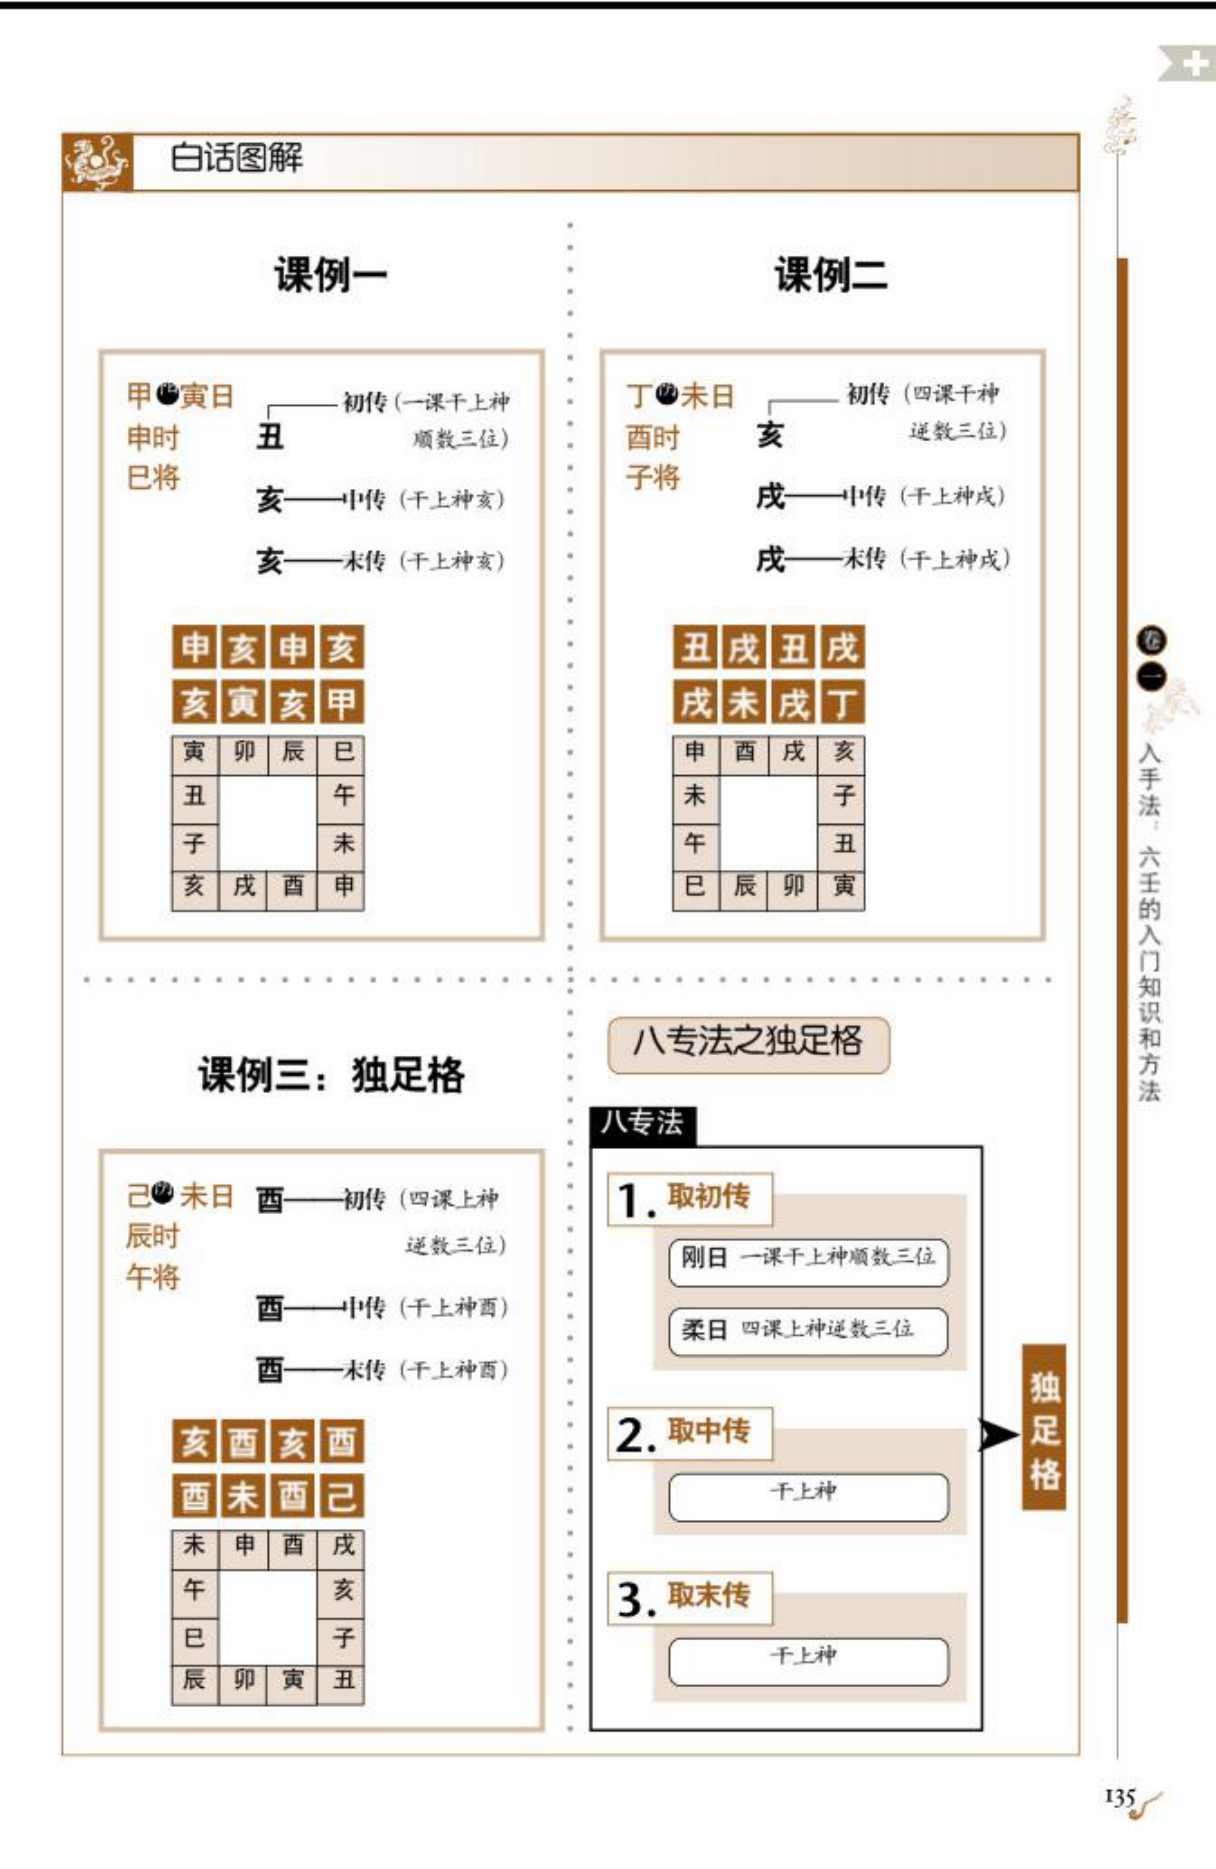 白话图解
课例一
甲阳寅日
申时
巳将
丑
初传(一课干上神
顺数三位)
亥——中传(干上神亥)
亥——末传(干上神亥)
申亥申亥
亥寅亥甲
寅卯辰巳
丑 午
子 未
亥戌酉申
课例二
丁阴未日
酉时
子将
亥
初传(四课干神
逆数三位)
戌——中传(干上神戌)
戌——末传(干上神戌)
丑戌丑戌
戌未戌丁
申酉戌亥
未 子
午 丑
巳辰卯寅
课例三:独足格
己阴未日
辰时
午将
酉——初传(四课上神
逆数三位)
酉——中传(干上神酉)
酉——末传(干上神酉)
亥酉亥酉
酉未酉己
未申酉戌
午 亥
巳 子
辰卯寅丑
八专法之独足格
八专法
1.取初传
刚日 一课干上神顺数三位
柔日 四课上神逆数三位
2.取中传
干上神
3.取末传
干上神
独足格
卷一
入手法:六壬的入门知识和方法
135